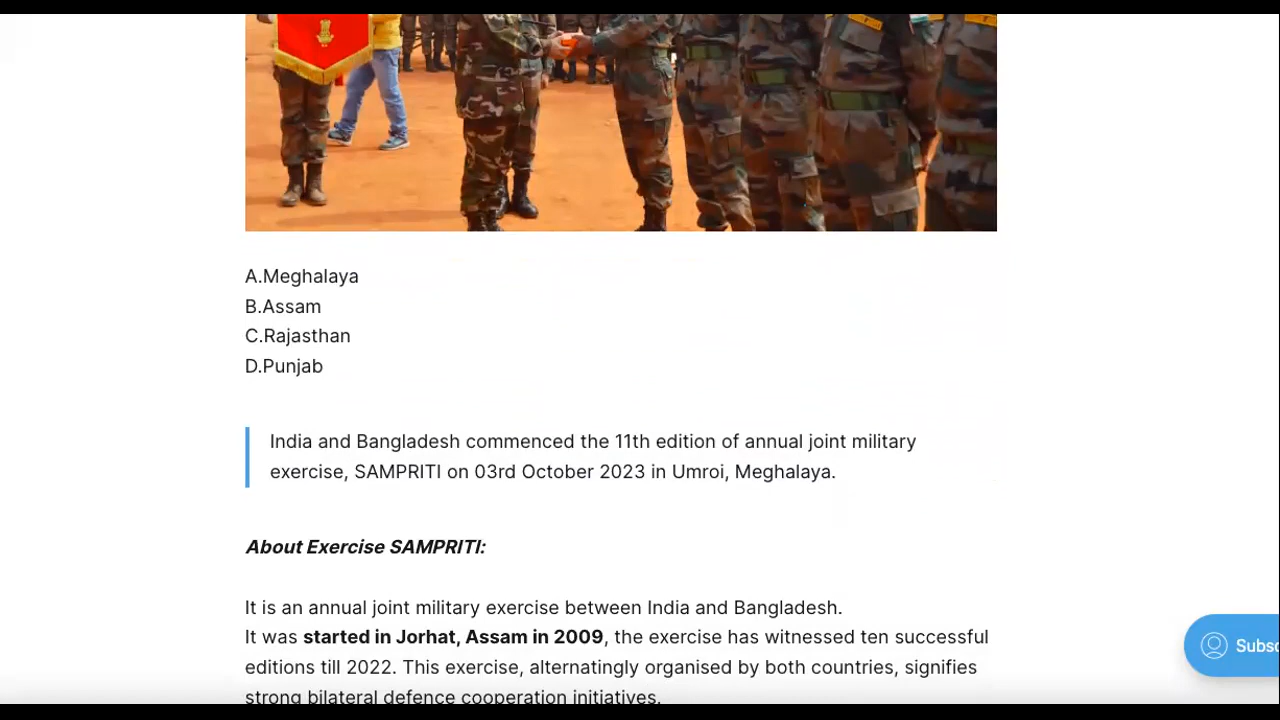 A.Meghalaya
B.Assam
C.Rajasthan
D.Punjab
India and Bangladesh commenced the 11th edition of annual joint military
exercise, SAMPRITI on 03rd October 2023 in Umroi, Meghalaya.
About Exercise SAMPRITI:
It is an annual joint military exercise between India and Bangladesh.
It was started in Jorhat, Assam in 2009, the exercise has witnessed ten successful
editions till 2022. This exercise, alternatingly organised by both countries, signifies
strong bilateral defence cooperation initiatives.